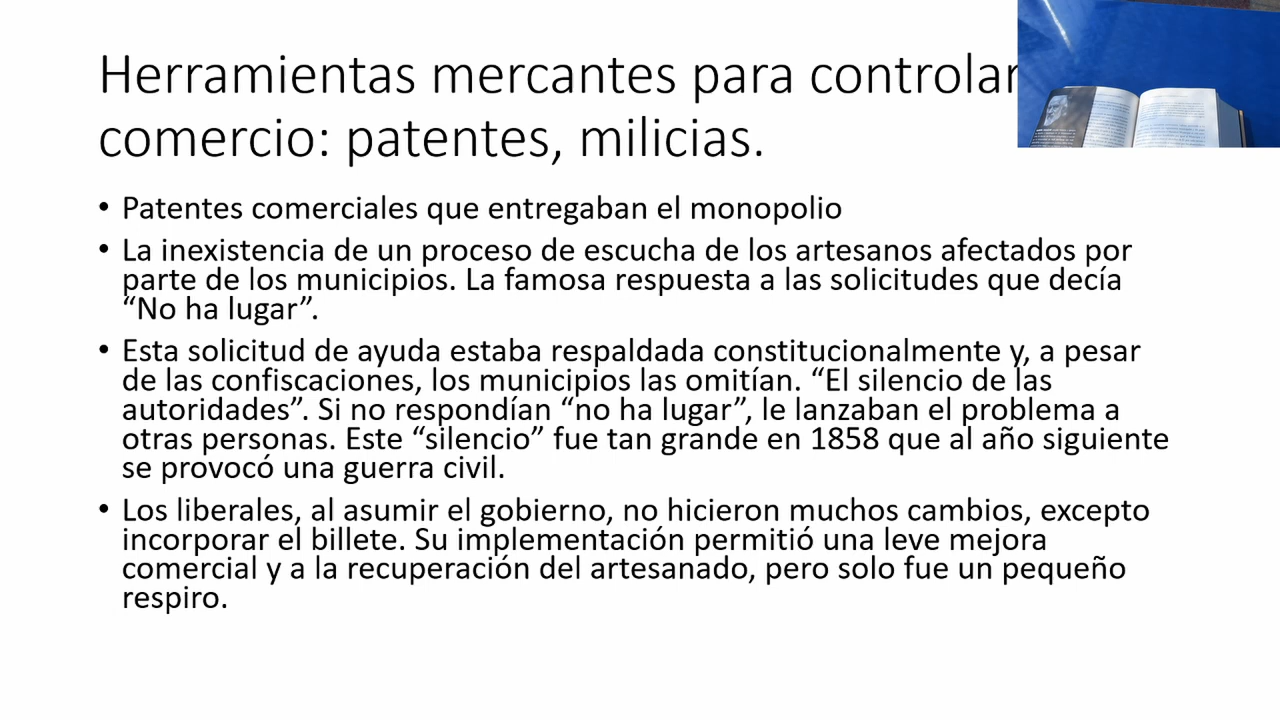 Herramientas mercantes para controlar
comercio: patentes, milicias.
• Patentes comerciales que entregaban el monopolio
• La inexistencia de un proceso de escucha de los artesanos afectados por
parte de los municipios. La famosa respuesta a las solicitudes que decía
“No ha lugar”.
• Esta solicitud de ayuda estaba respaldada constitucionalmente y, a pesar
de las confiscaciones, los municipios las omitían. “El silencio de las
autoridades”. Si no respondían “no ha lugar”, le lanzaban el problema a
otras personas. Este “silencio” fue tan grande en 1858 que al año siguiente
se provocó una guerra civil.
• Los liberales, al asumir el gobierno, no hicieron muchos cambios, excepto
incorporar el billete. Su implementación permitió una leve mejora
comercial y a la recuperación del artesanado, pero solo fue un pequeño
respiro.